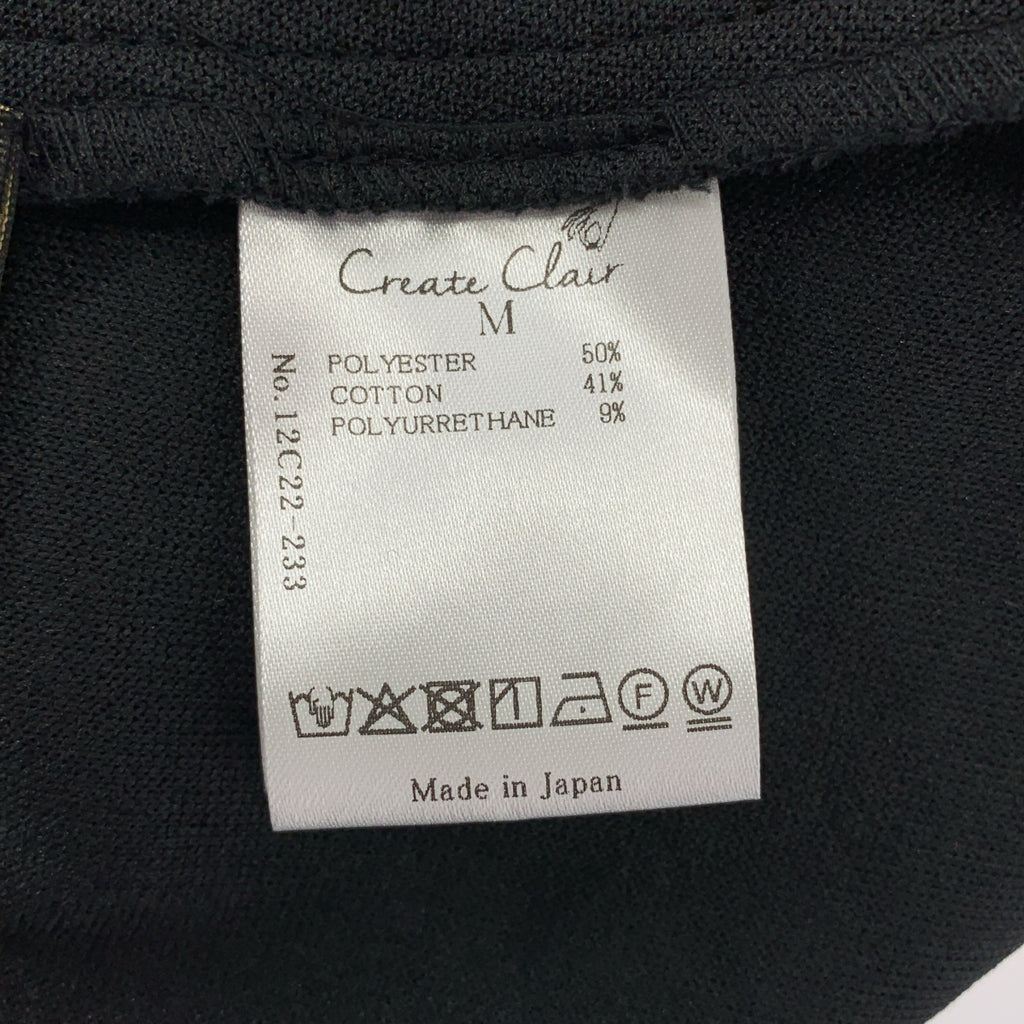 Create Clair
M
POLYESTER 50%
COTTON 41%
POLYURRETHANE 9%
No.12C22-233
F W
Made in Japan